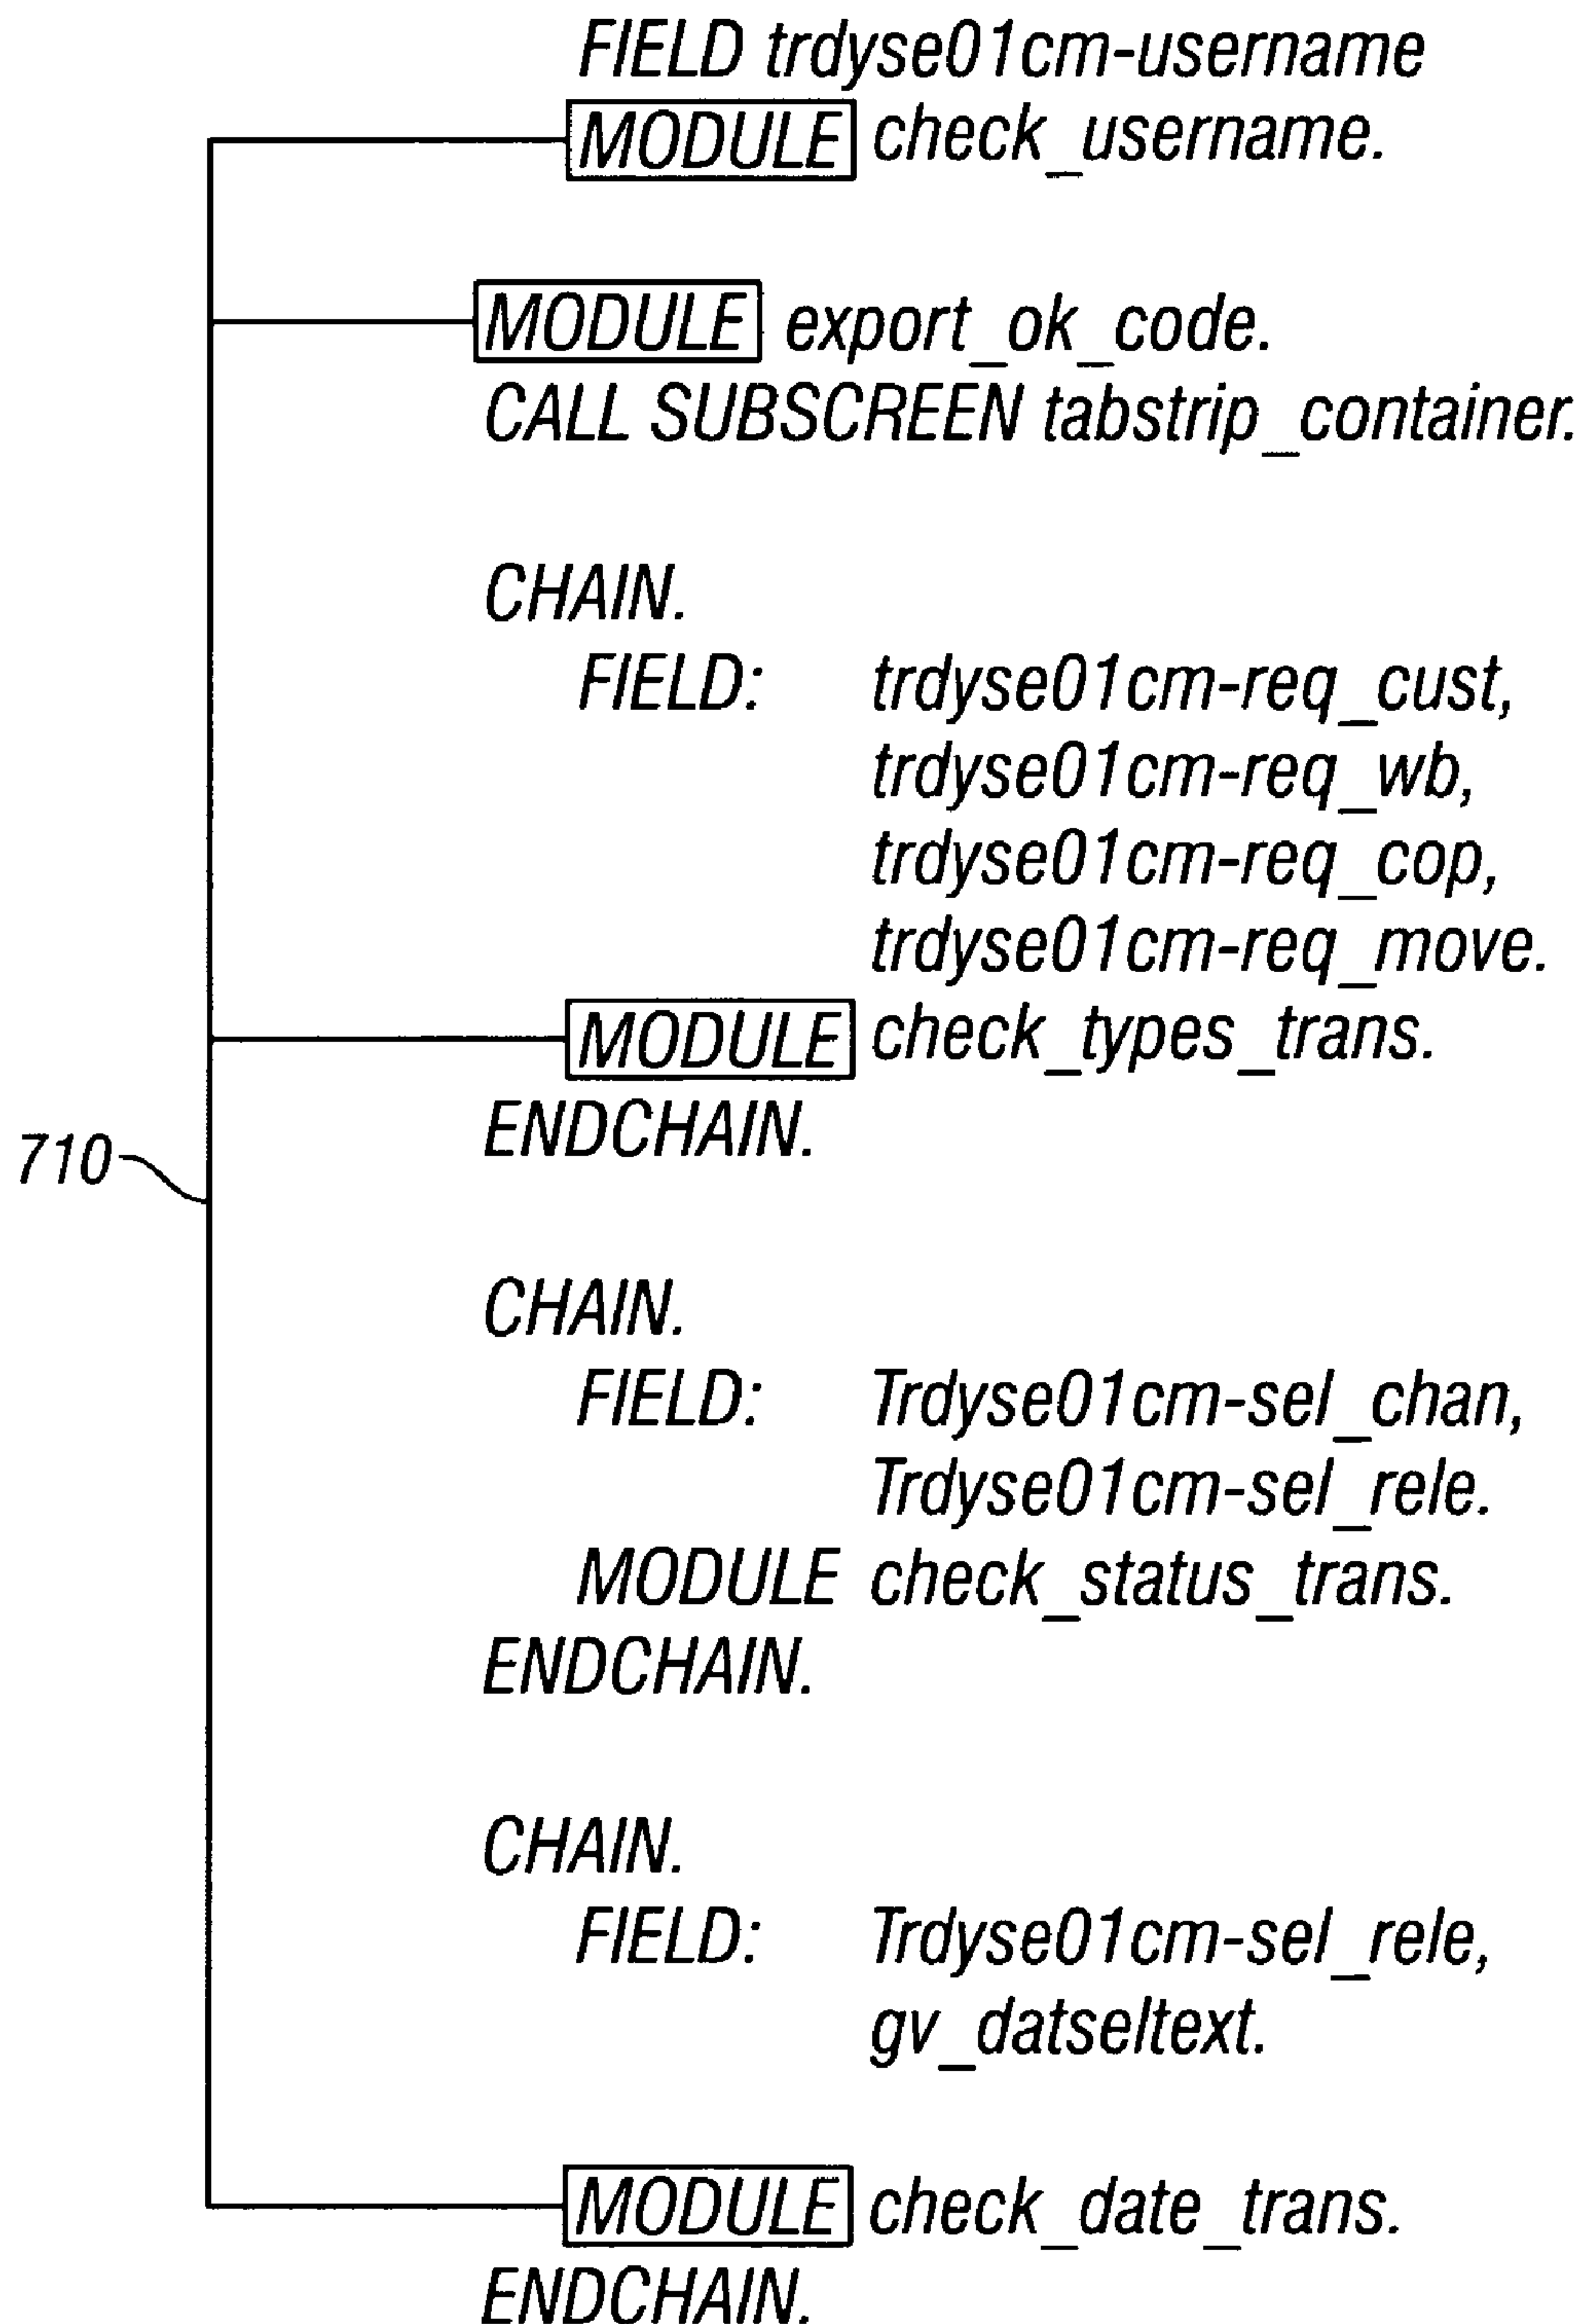 FIELD trdyse01cm-username
MODULE check_username.
MODULE export_ok_code.
CALL SUBSCREEN tabstrip_container.
CHAIN.
FIELD: trdyse01cm-req_cust,
trdyse01cm-req_wb,
trdyse01cm-req_cop,
trdyse01cm-req_move.
MODULE check_types_trans.
ENDCHAIN.
710
CHAIN.
FIELD: Trdyse01cm-sel_chan,
Trdyse01cm-sel_rele.
MODULE check_status_trans.
ENDCHAIN.
CHAIN.
FIELD: Trdyse01cm-sel_rele,
gv_datseltext.
MODULE check_date_trans.
ENDCHAIN.